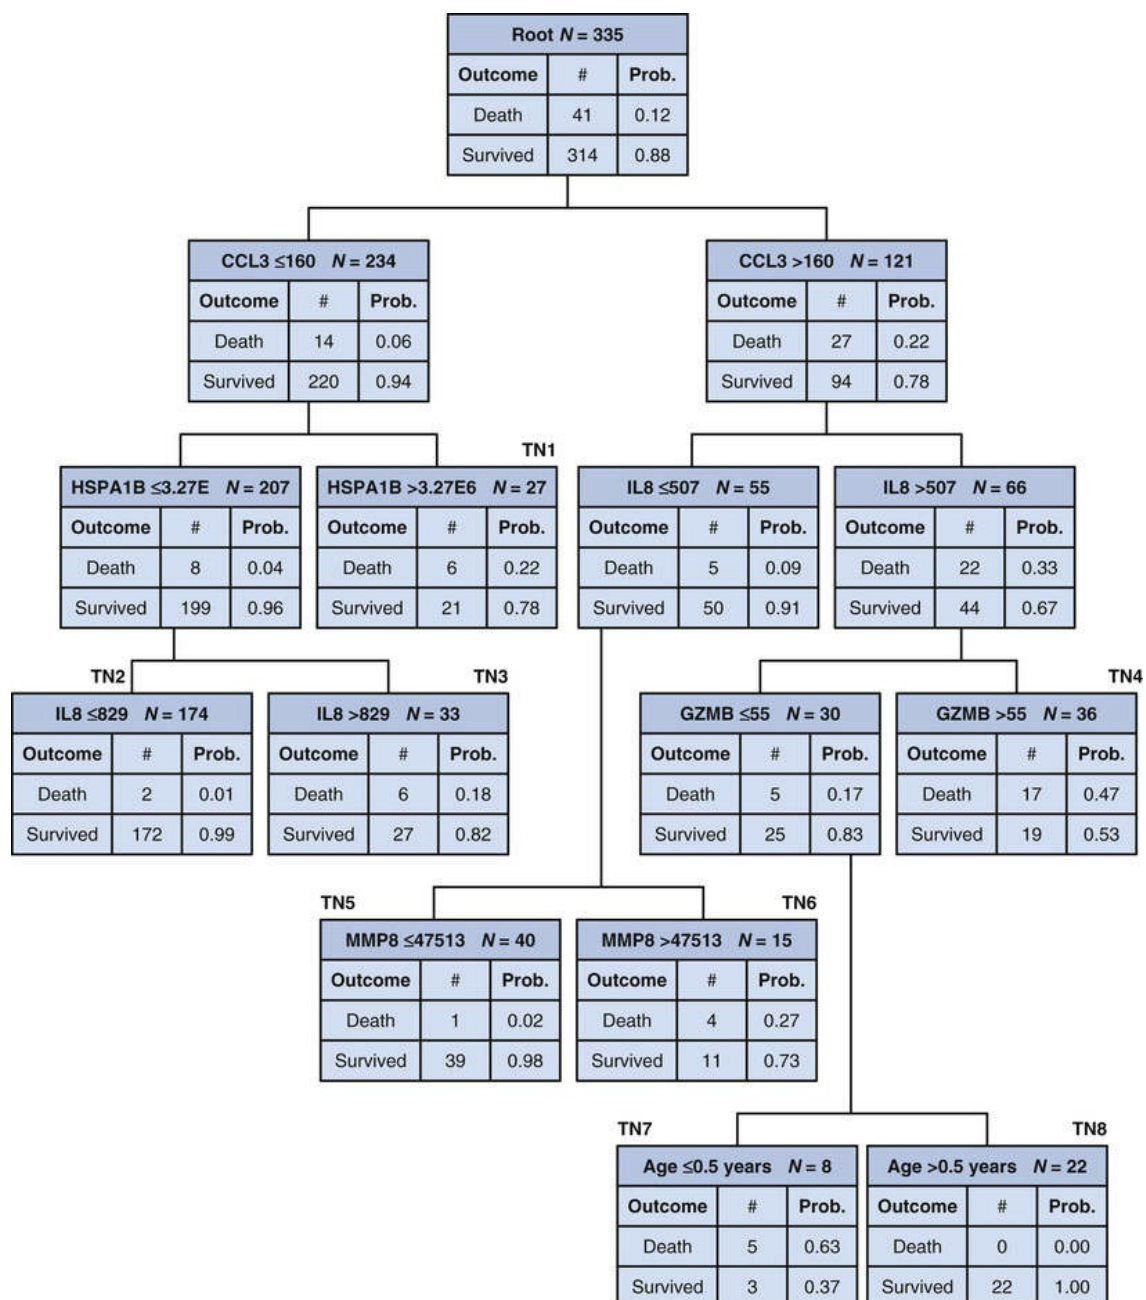 Root N = 335
Outcome # Prob.
Death 41 0.12
Survived 314 0.88
CCL3 ≤160 N = 234
Outcome # Prob.
Death 14 0.06
Survived 220 0.94
CCL3 >160 N = 121
Outcome # Prob.
Death 27 0.22
Survived 94 0.78
HSPA1B ≤3.27E N = 207
Outcome # Prob.
Death 8 0.04
Survived 199 0.96
TN1
HSPA1B >3.27E6 N = 27
Outcome # Prob.
Death 6 0.22
Survived 21 0.78
IL8 ≤507 N = 55
Outcome # Prob.
Death 5 0.09
Survived 50 0.91
IL8 >507 N = 66
Outcome # Prob.
Death 22 0.33
Survived 44 0.67
TN2
IL8 ≤829 N = 174
Outcome # Prob.
Death 2 0.01
Survived 172 0.99
TN3
IL8 >829 N = 33
Outcome # Prob.
Death 6 0.18
Survived 27 0.82
GZMB ≤55 N = 30
Outcome # Prob.
Death 5 0.17
Survived 25 0.83
TN4
GZMB >55 N = 36
Outcome # Prob.
Death 17 0.47
Survived 19 0.53
TN5
MMP8 ≤47513 N = 40
Outcome # Prob.
Death 1 0.02
Survived 39 0.98
TN6
MMP8 >47513 N = 15
Outcome # Prob.
Death 4 0.27
Survived 11 0.73
TN7
Age ≤0.5 years N = 8
Outcome # Prob.
Death 5 0.63
Survived 3 0.37
TN8
Age >0.5 years N = 22
Outcome # Prob.
Death 0 0.00
Survived 22 1.00